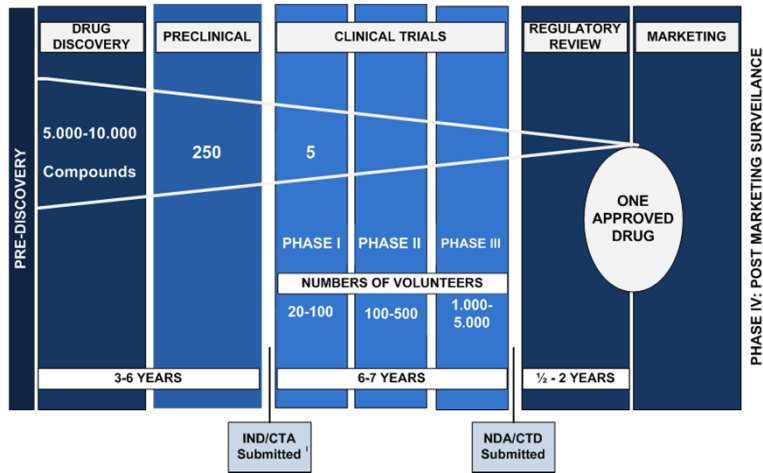 PRE-DISCOVERY
DRUG
DISCOVERY
PRECLINICAL
CLINICAL TRIALS
REGULATORY
REVIEW
MARKETING
5.000-10.000
Compounds
250
5
ONE
APPROVED
DRUG
PHASE I
PHASE II
PHASE III
NUMBERS OF VOLUNTEERS
20-100
100-500
1.000-
5.000
3-6 YEARS
6-7 YEARS
½ - 2 YEARS
IND/CTA
Submitted
NDA/CTD
Submitted
PHASE IV: POST MARKETING SURVEILANCE